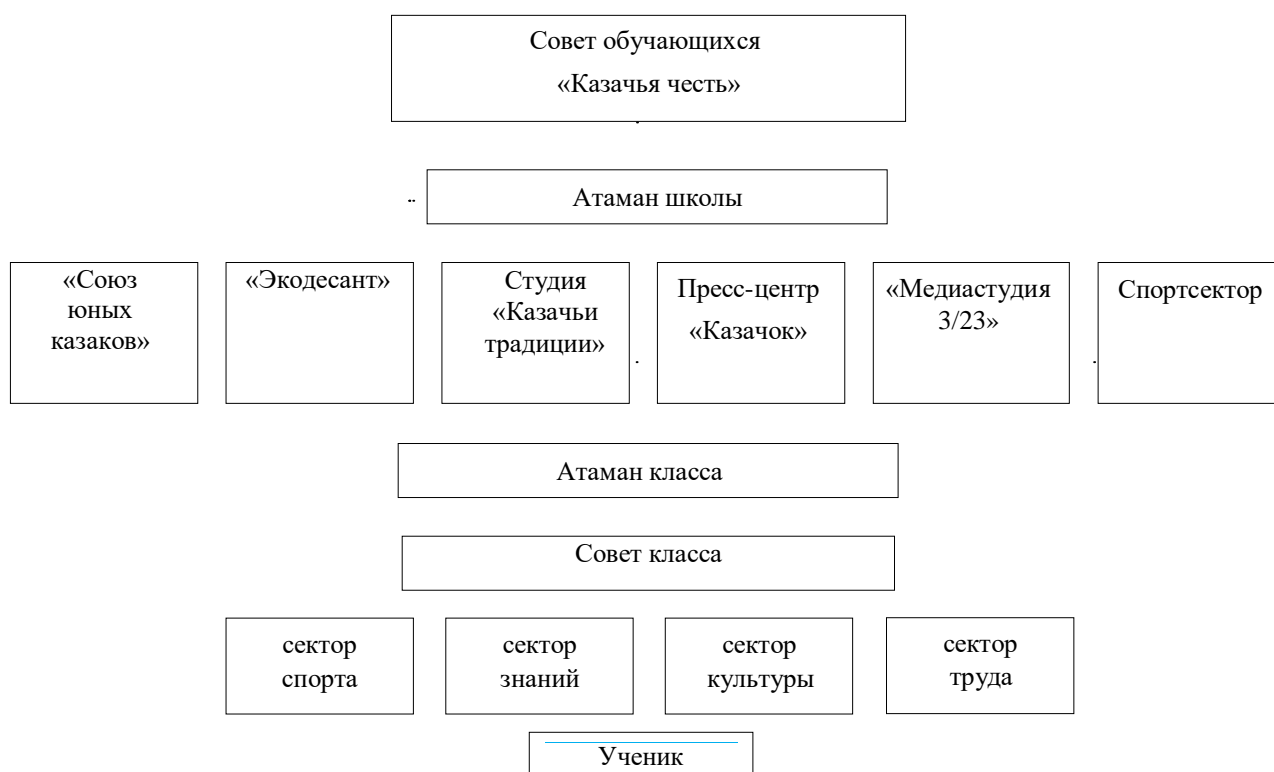 Совет обучающихся
«Казачья честь»
Атаман школы
«Союз
юных
казаков»
«Экодесант»
Студия
«Казачьи
традиции»
Пресс-центр
«Казачок»
«Медиастудия
3/23»
Спортсектор
Атаман класса
Совет класса
сектор
спорта
сектор
знаний
сектор
культуры
сектор
труда
Ученик